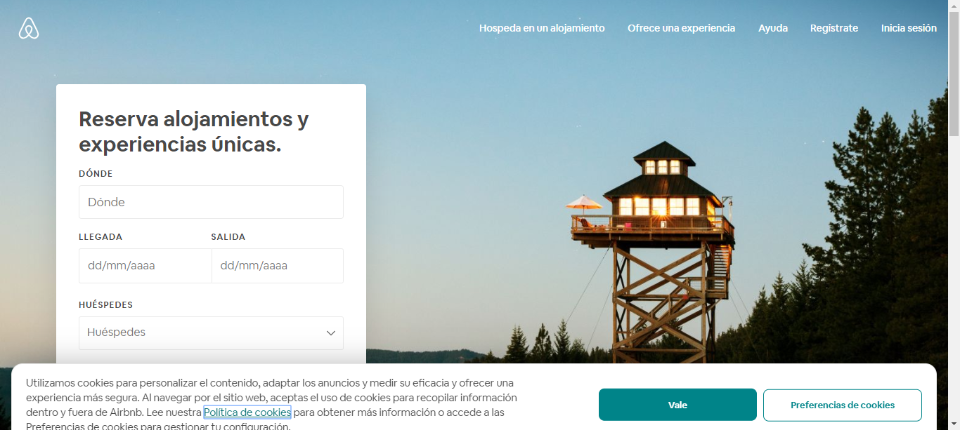 Hospeda en un alojamiento Ofrece una experiencia Ayuda Regístrate Inicia sesión
Reserva alojamientos y
experiencias únicas.
DÓNDE
Dónde
LLEGADA SALIDA
dd/mm/aaaa dd/mm/aaaa
HUÉSPEDES
Huéspedes
Utilizamos cookies para personalizar el contenido, adaptar los anuncios y medir su eficacia y ofrecer una
experiencia más segura. Al navegar por el sitio web, aceptas el uso de cookies para recopilar información
dentro y fuera de Airbnb. Lee nuestra Política de cookies para obtener más información o accede a las
Preferencias de cookies para gestionar tu configuración.
Vale
Preferencias de cookies